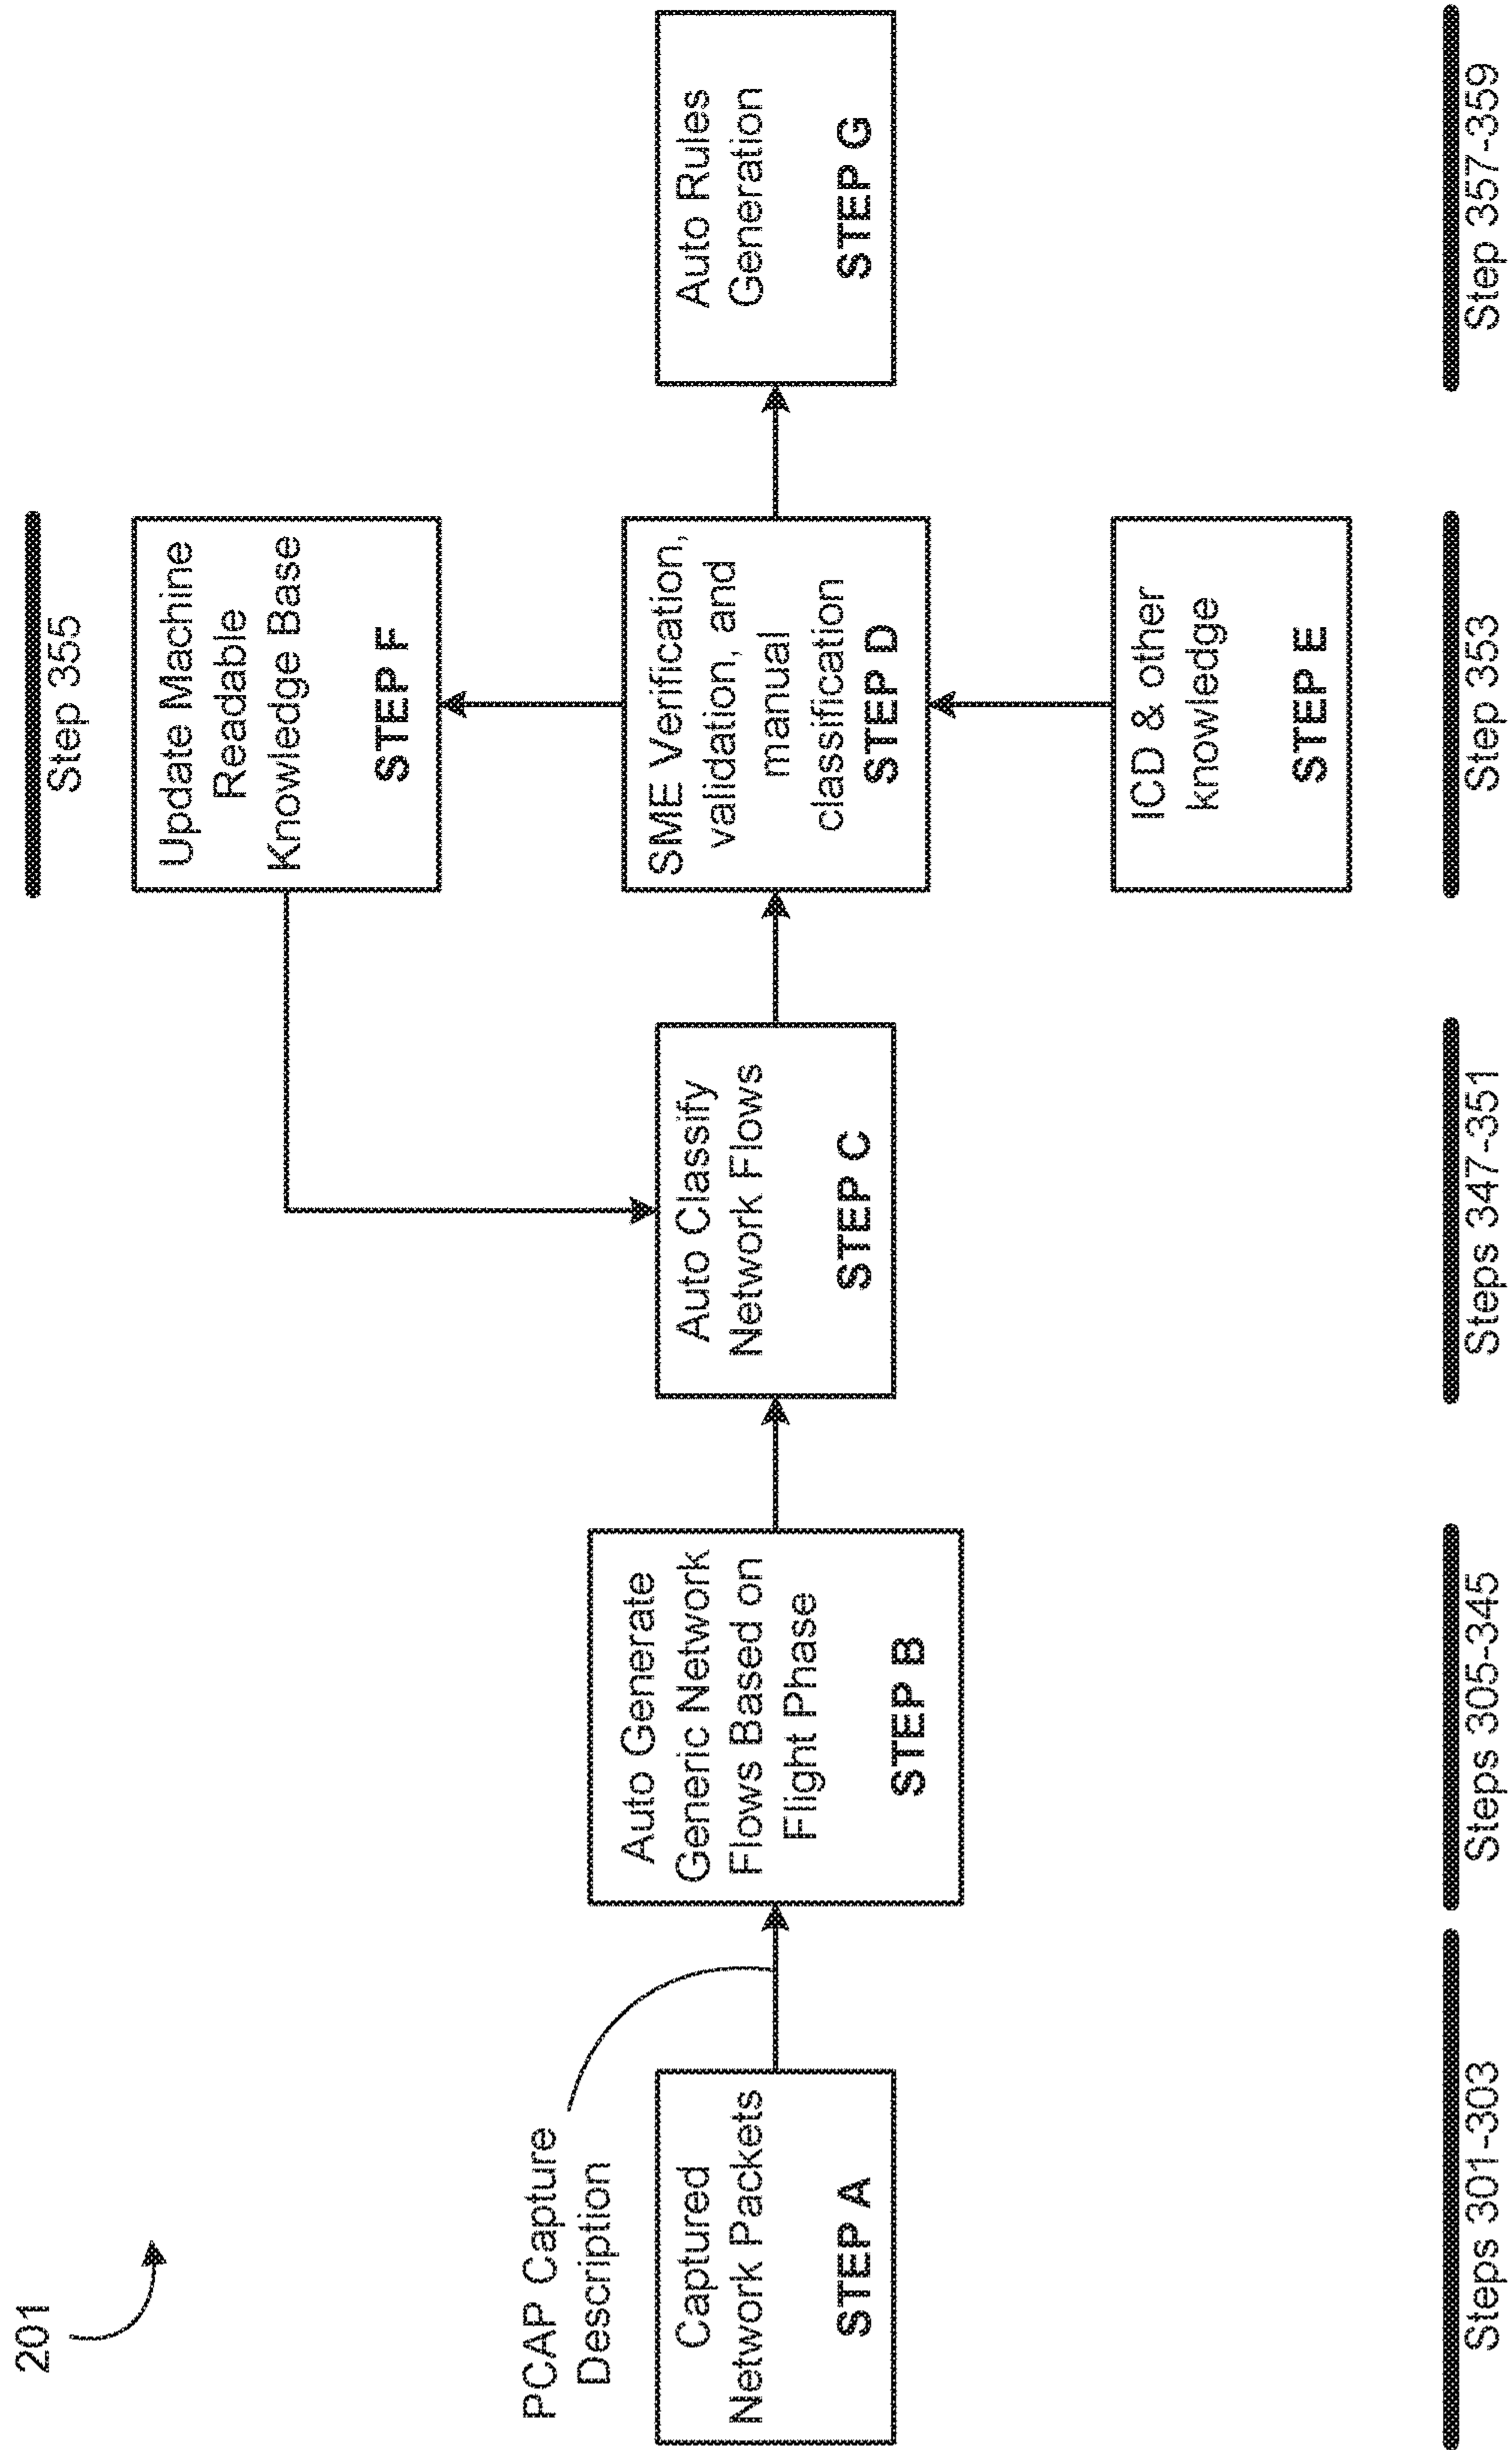 201
Step 355
Update Machine
Readable
Knowledge Base
STEP F
PCAP Capture
Description
Captured
Network Packets
STEP A
Auto Generate
Generic Network
Flows Based on
Flight Phase
STEP B
Auto Classify
Network Flows
STEP C
SME Verification,
validation, and
manual
classification
STEP D
Auto Rules
Generation
STEP G
ICD & other
knowledge
STEP E
Steps 301-303
Steps 305-345
Steps 347-351
Step 353
Step 357-359